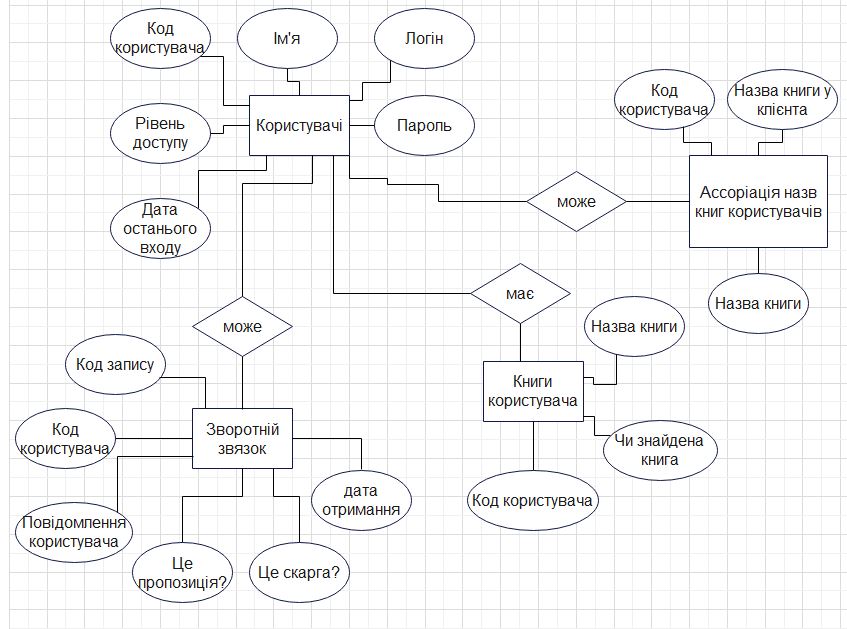 Код
користувача
Ім'я
Логін
Користувачі
Рівень
доступу
Пароль
Дата
останього
входу
Код
користувача
Назва книги у
клієнта
може
Ассоріація назв
книг користувачів
Назва книги
має
може
Назва книги
Код запису
Книги
користувача
Код
користувача
Зворотній
звязок
Чи знайдена
книга
дата
отримання
Код користувача
Повідомлення
користувача
Це
пропозиція?
Це скарга?